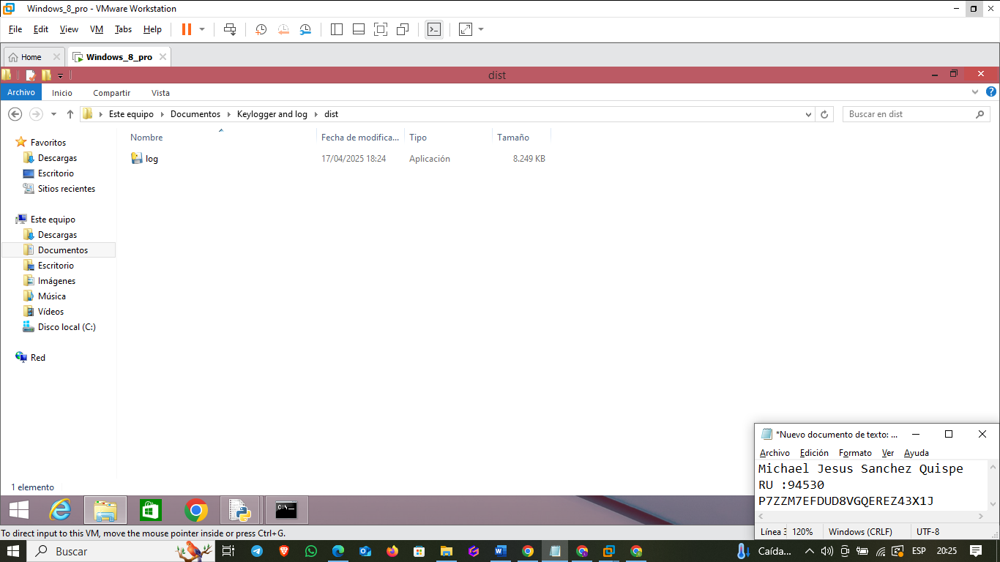 Windows_8_pro - VMware Workstation
File Edit View VM Tabs Help
Home
Windows_8_pro
dist
Archivo Inicio Compartir Vista
Este equipo Documentos Keylogger and log dist
Buscar en dist
Nombre Fecha de modifica... Tipo Tamaño
log 17/04/2025 18:24 Aplicación 8.249 KB
Favoritos
Descargas
Escritorio
Sitios recientes
Este equipo
Descargas
Documentos
Escritorio
Imágenes
Música
Vídeos
Disco local (C:)
Red
1 elemento
*Nuevo documento de texto: ...
Archivo Edición Formato Ver Ayuda
Michael Jesus Sanchez Quispe
RU :94530
P7ZZM7EFDUD8VGQEREZ43X1J
Línea 3 120% Windows (CRLF) UTF-8
To direct input to this VM, move the mouse pointer inside or press Ctrl+G.
Buscar
Caída... ESP 20:25